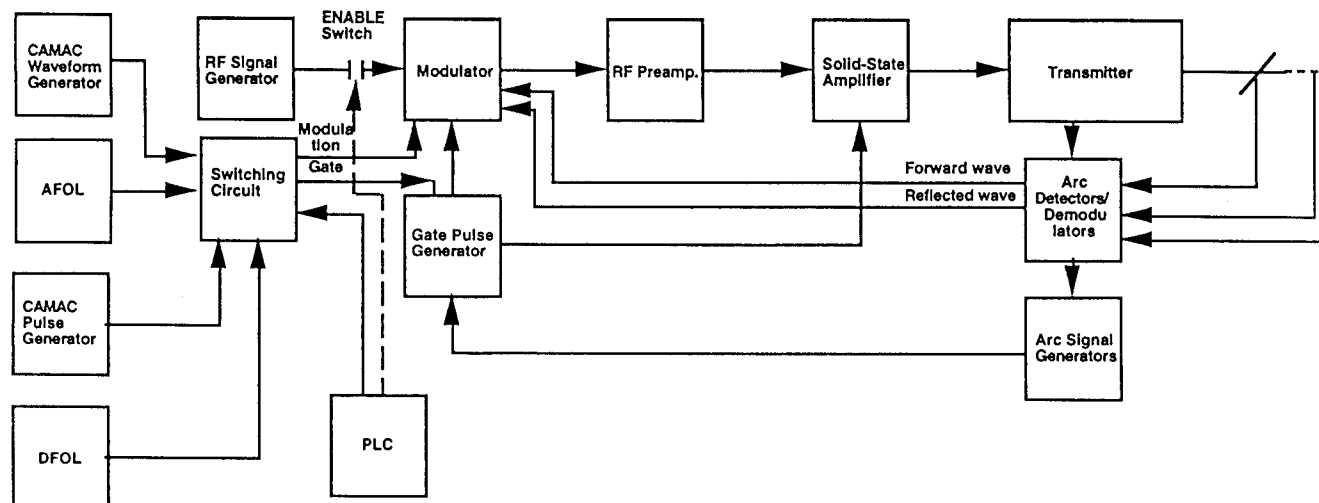 ENABLE
Switch
CAMAC
Waveform
Generator
RF Signal
Generator
Modulator
RF Preamp.
Solid-State
Amplifier
Transmitter
Modula
tion
Gate
AFOL
Switching
Circuit
Forward wave
Reflected wave
Arc
Detectors/
Demodu
lators
Gate Pulse
Generator
CAMAC
Pulse
Generator
Arc Signal
Generators
DFOL
PLC